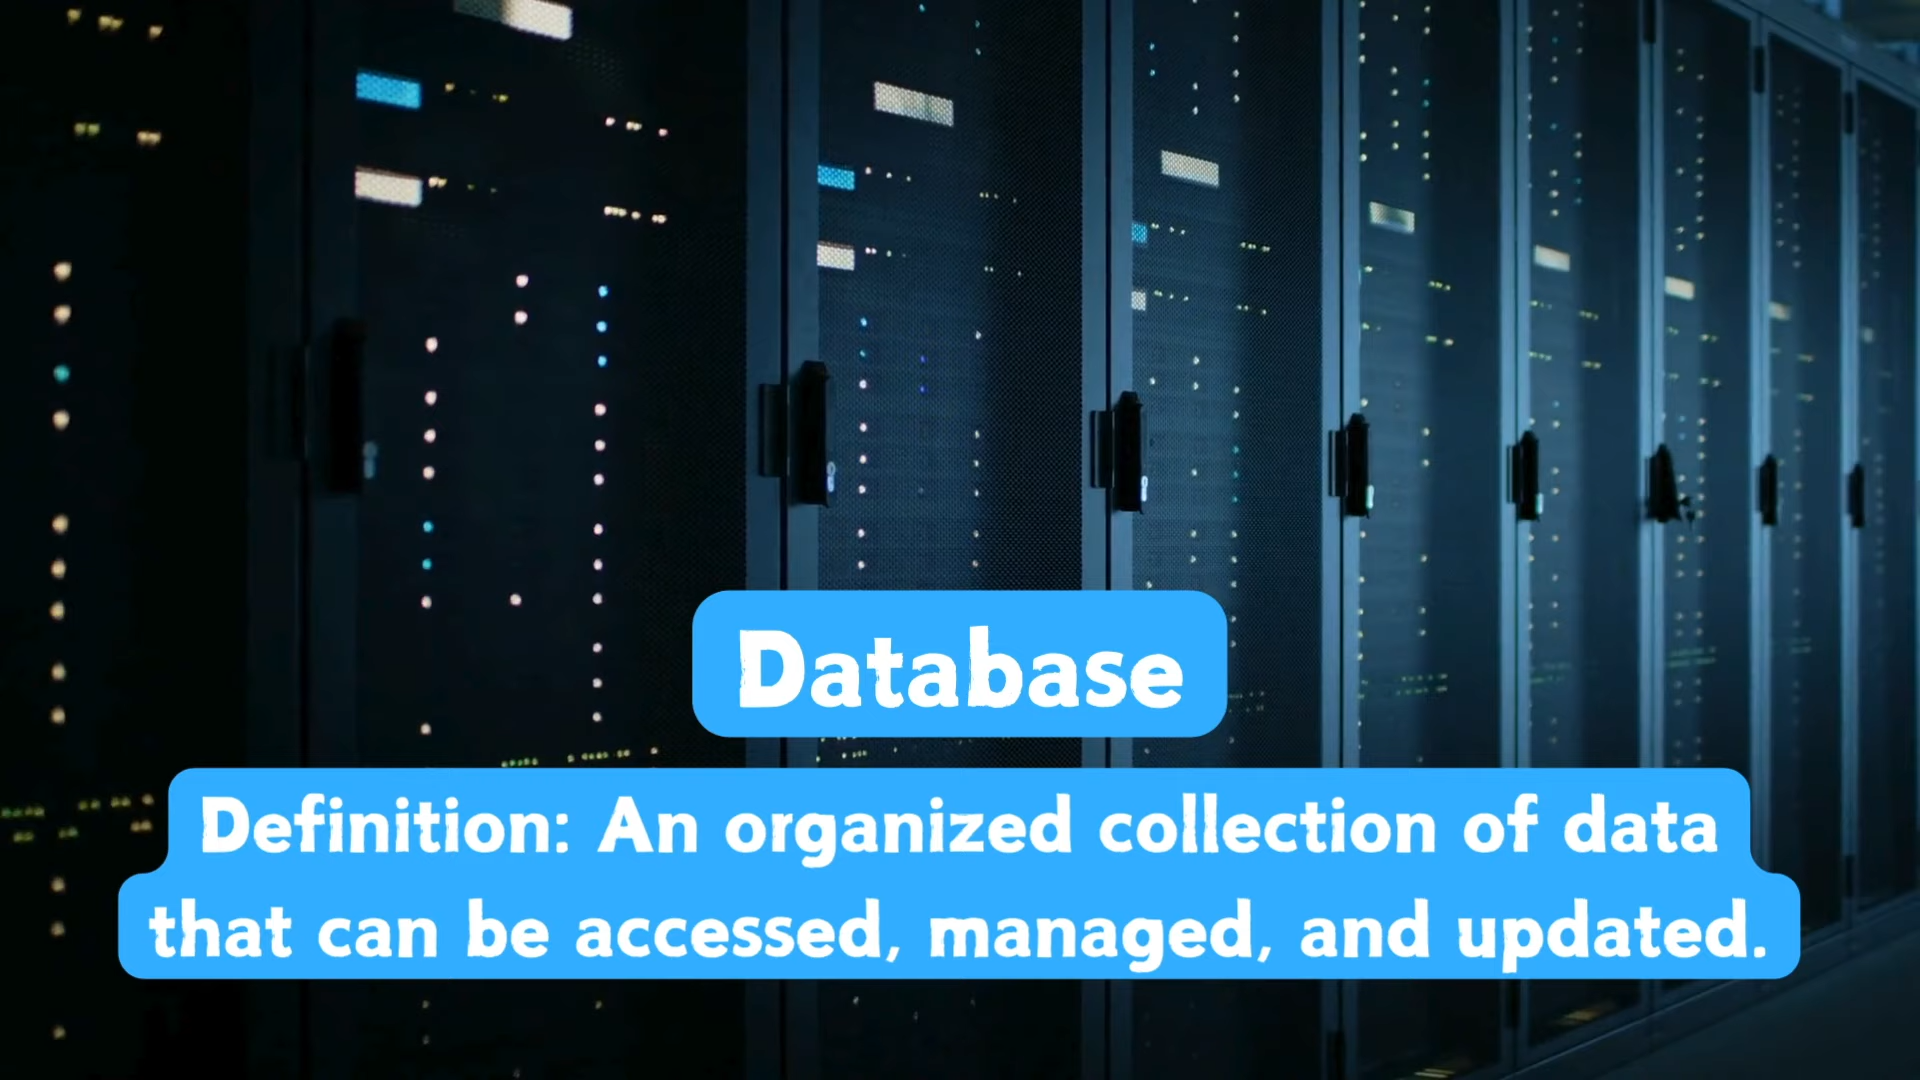 Database
Definition: An organized collection of data
that can be accessed, managed, and updated.